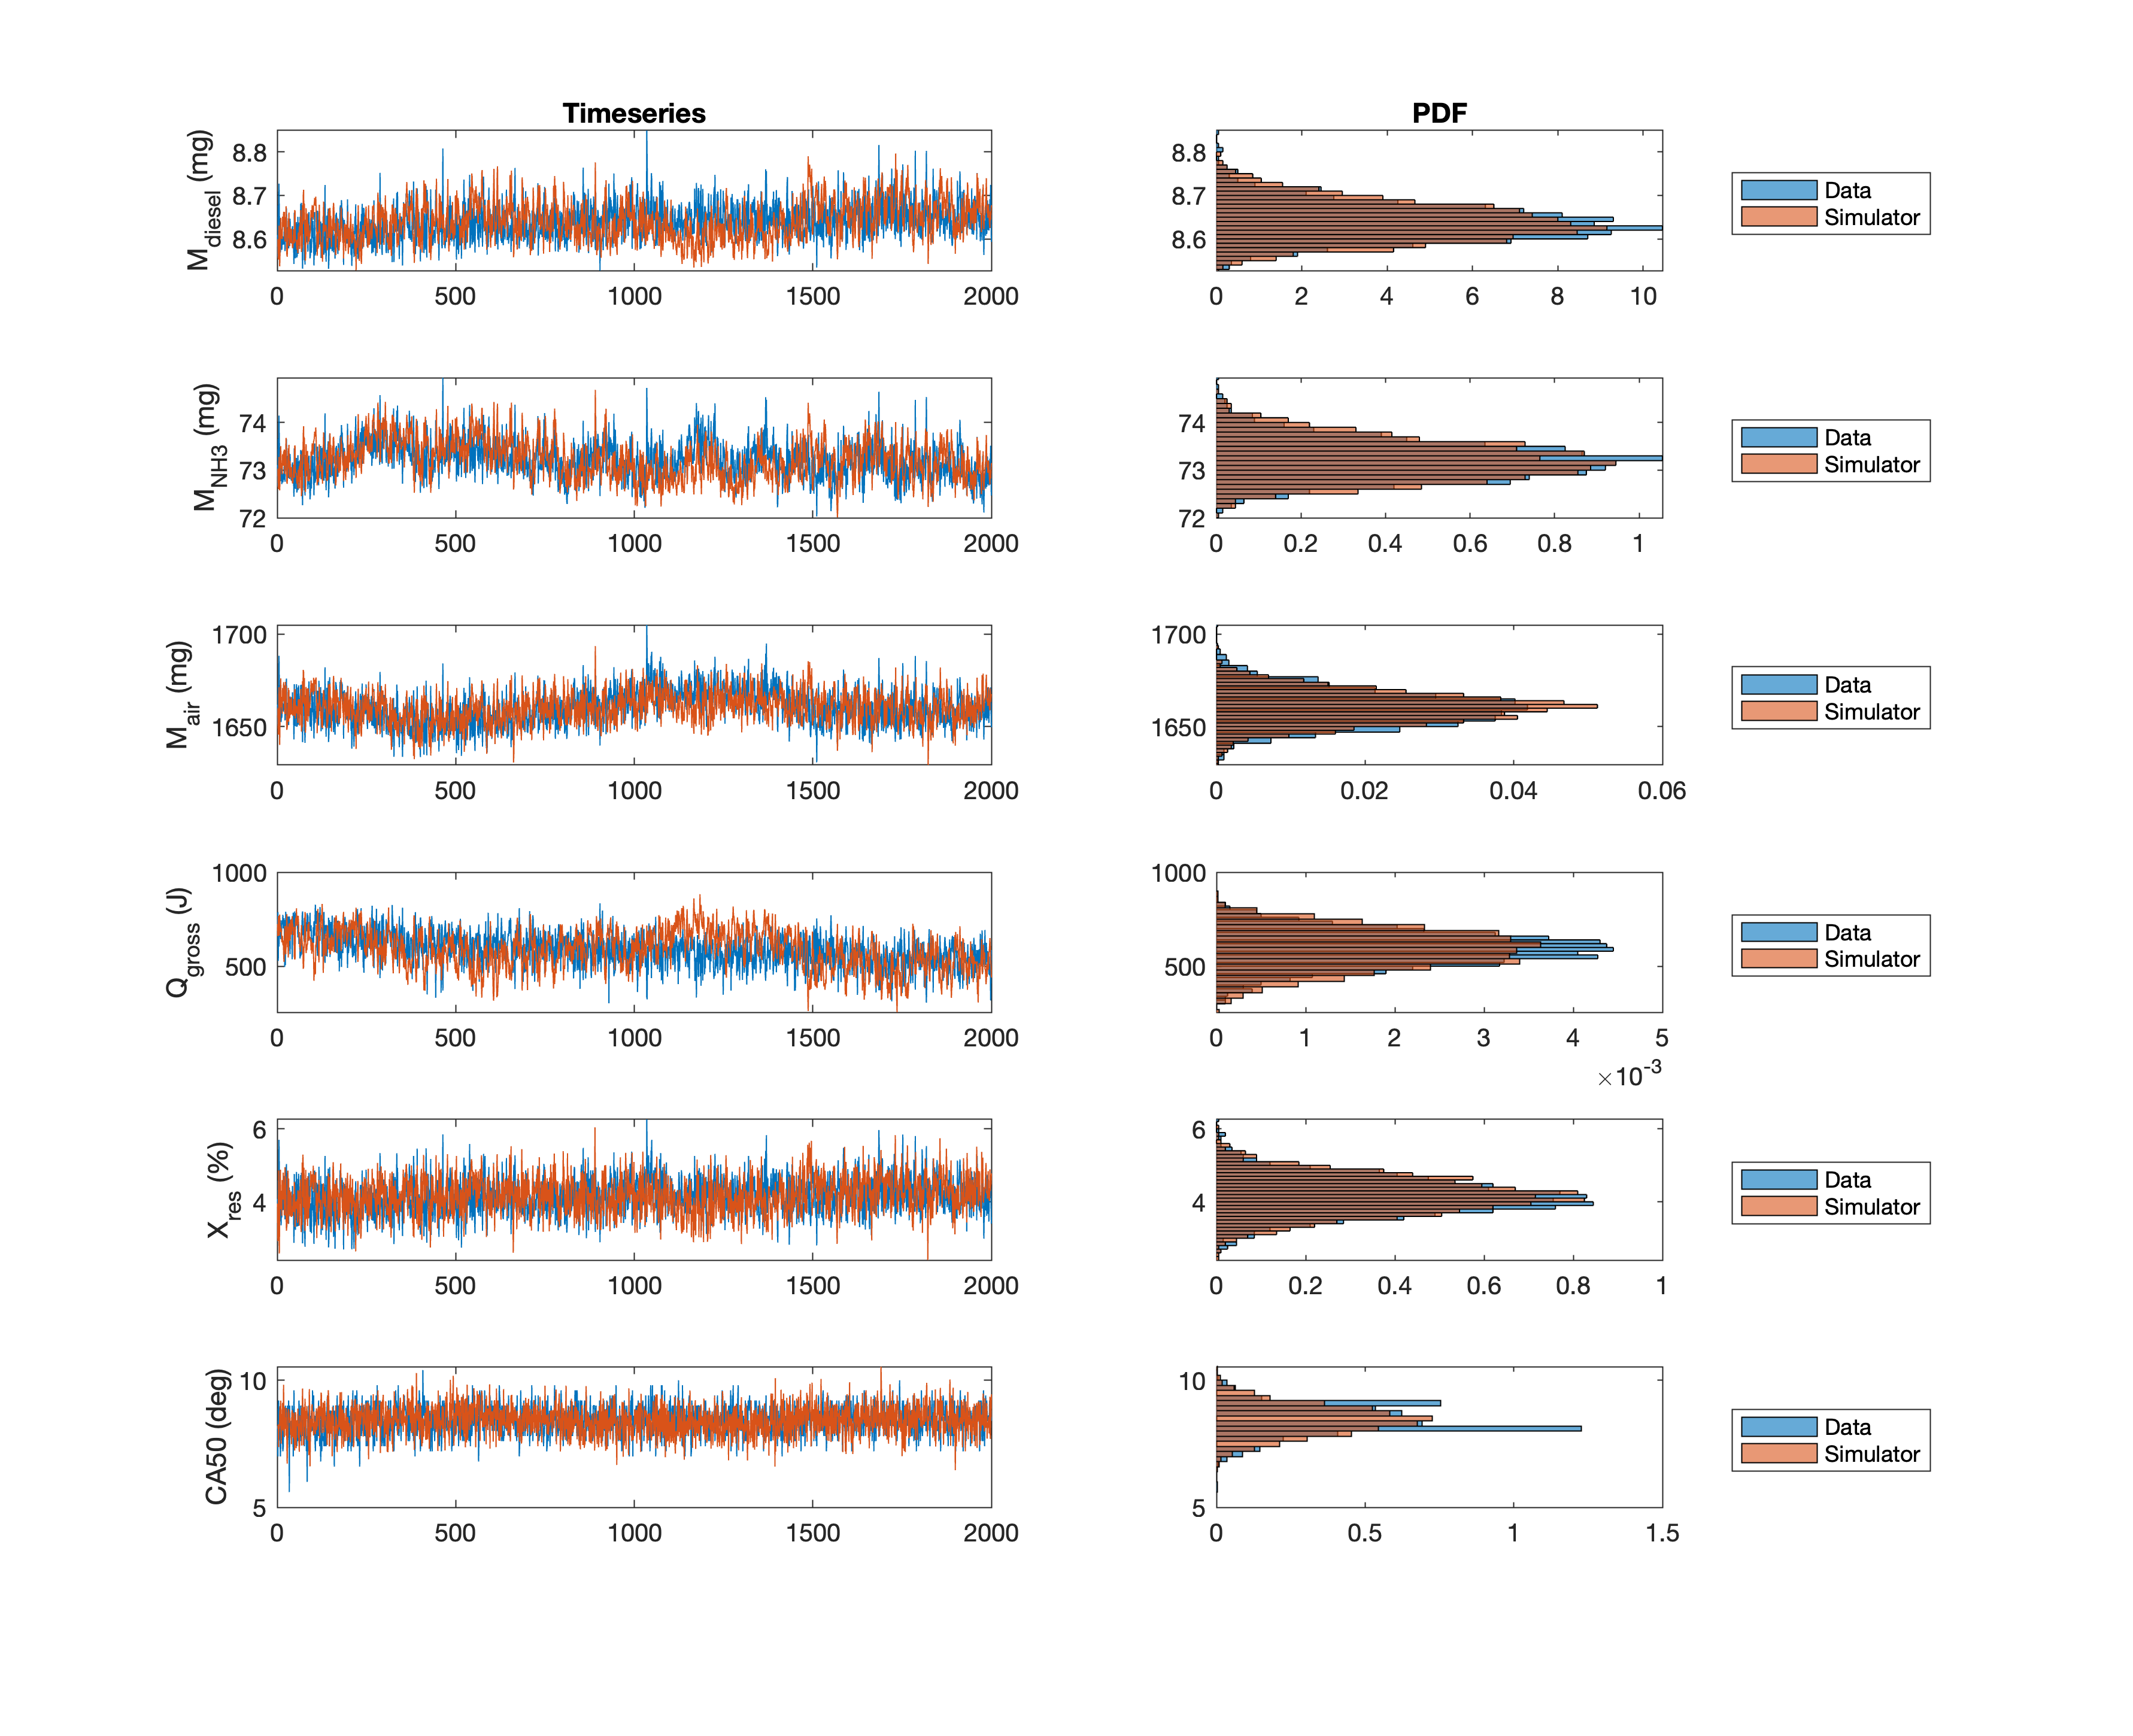 Timeseries PDF
M_diesel (mg) 8.8 8.7 8.6
0 500 1000 1500 2000
8.8 8.7 8.6
0 2 4 6 8 10
Data
Simulator
M_NH3 (mg) 74 73 72
0 500 1000 1500 2000
74 73 72
0 0.2 0.4 0.6 0.8 1
Data
Simulator
M_air (mg) 1700 1650
0 500 1000 1500 2000
1700 1650
0 0.02 0.04 0.06
Data
Simulator
Q_gross (J) 1000 500
0 500 1000 1500 2000
1000 500
0 1 2 3 4 5
×10^-3
Data
Simulator
X_res (%) 6 4
0 500 1000 1500 2000
6 4
0 0.2 0.4 0.6 0.8 1
Data
Simulator
CA50 (deg) 10 5
0 500 1000 1500 2000
10 5
0 0.5 1 1.5
Data
Simulator